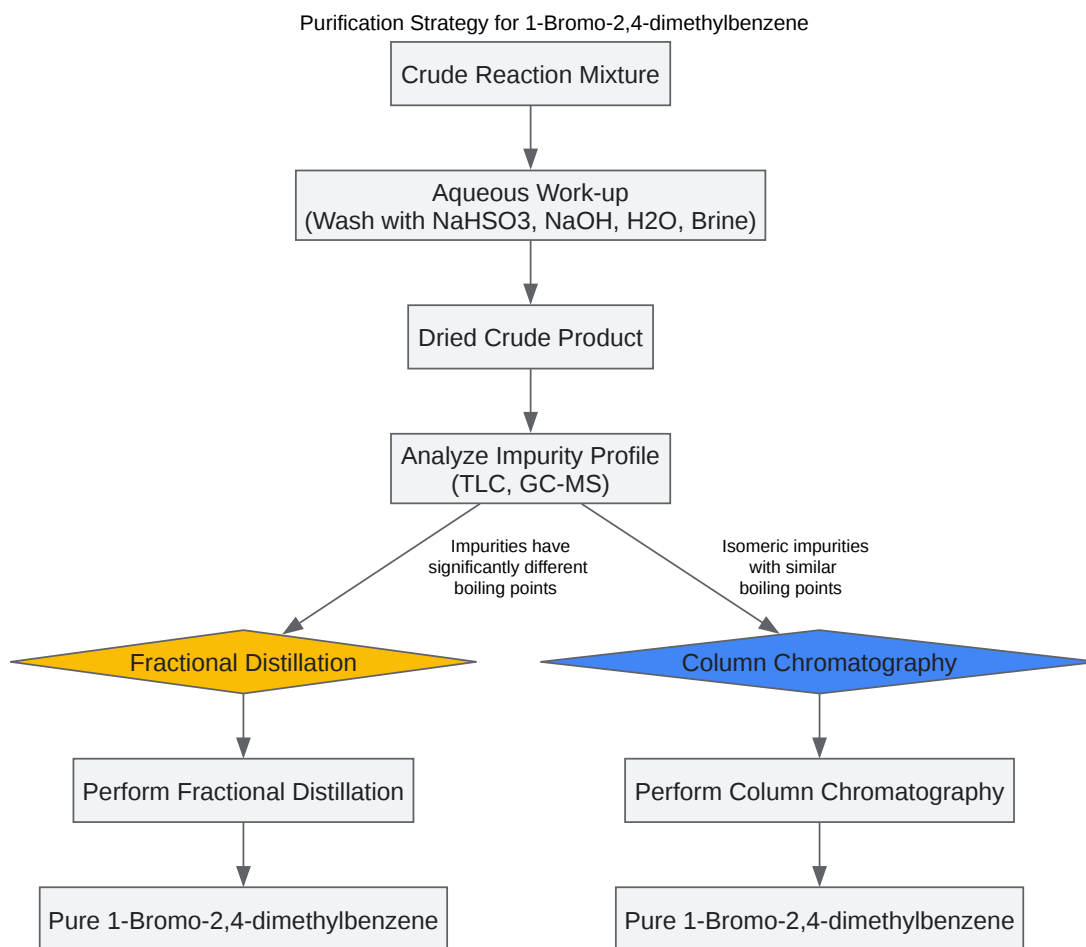 Purification Strategy for 1-Bromo-2,4-dimethylbenzene
Crude Reaction Mixture
Aqueous Work-up
(Wash with NaHSO3, NaOH, H2O, Brine)
Dried Crude Product
Analyze Impurity Profile
(TLC, GC-MS)
Impurities have
significantly different
boiling points
Isomeric impurities
with similar
boiling points
Fractional Distillation
Column Chromatography
Perform Fractional Distillation
Perform Column Chromatography
Pure 1-Bromo-2,4-dimethylbenzene
Pure 1-Bromo-2,4-dimethylbenzene